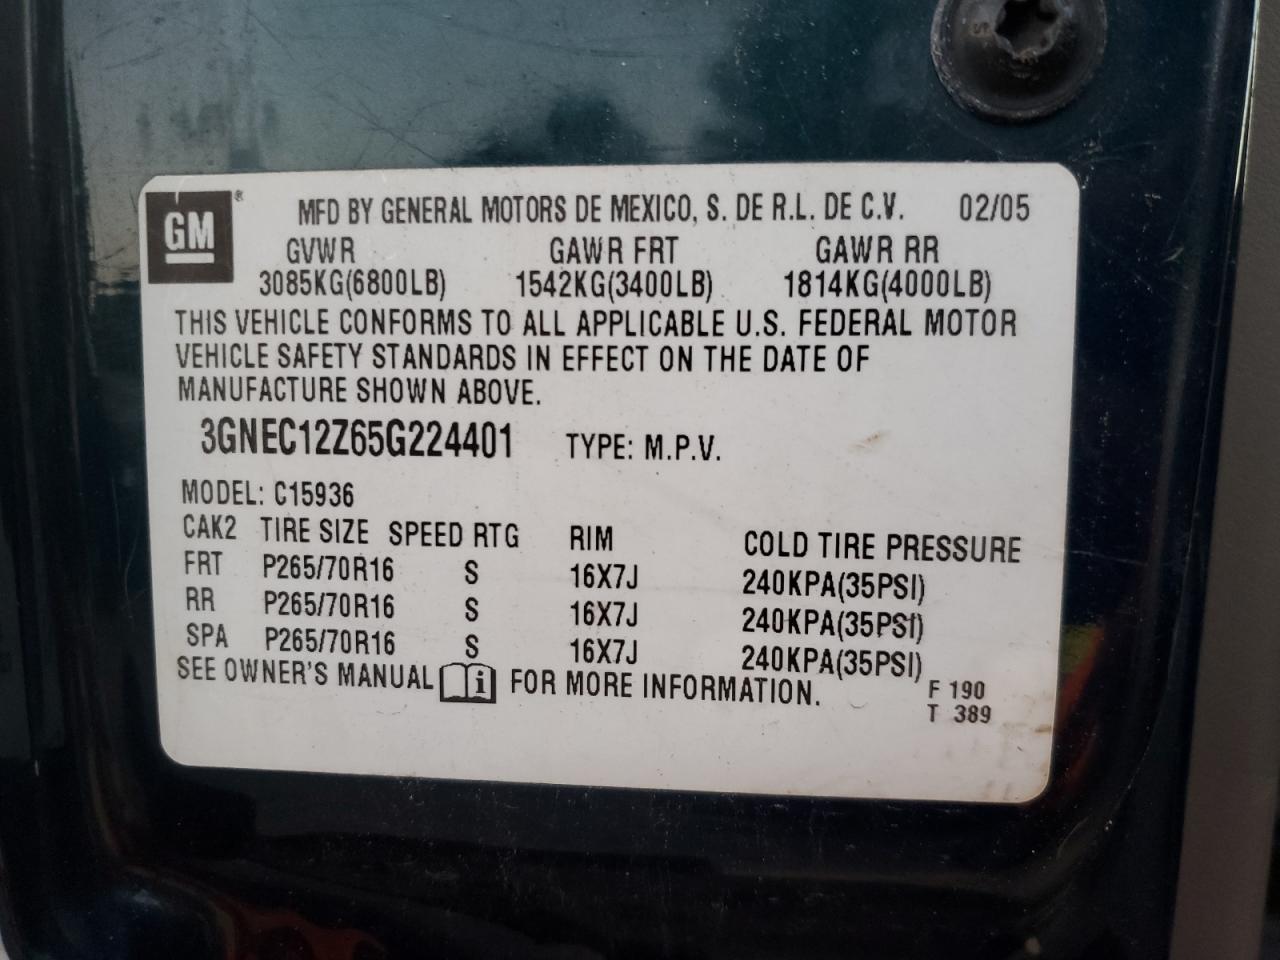 GM ® MFD BY GENERAL MOTORS DE MEXICO, S. DE R.L. DE C.V. 02/05
GVWR GAWR FRT GAWR RR
3085KG(6800LB) 1542KG(3400LB) 1814KG(4000LB)
THIS VEHICLE CONFORMS TO ALL APPLICABLE U.S. FEDERAL MOTOR
VEHICLE SAFETY STANDARDS IN EFFECT ON THE DATE OF
MANUFACTURE SHOWN ABOVE.
3GNEC12Z65G224401 TYPE: M.P.V.
MODEL: C15936
CAK2 TIRE SIZE SPEED RTG RIM COLD TIRE PRESSURE
FRT P265/70R16 S 16X7J 240KPA(35PSI)
RR P265/70R16 S 16X7J 240KPA(35PSI)
SPA P265/70R16 S 16X7J 240KPA(35PSI)
SEE OWNER'S MANUAL i FOR MORE INFORMATION.
F 190
T 389